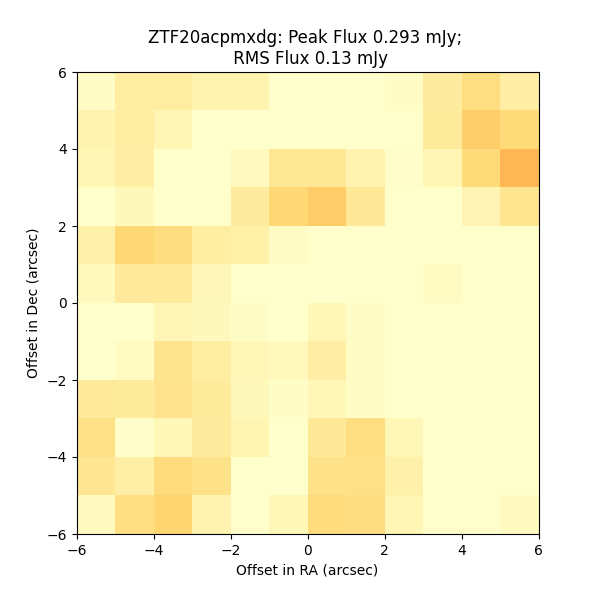 ZTF20acpmxdg: Peak Flux 0.293 mJy;
RMS Flux 0.13 mJy
6
4
2
0
−2
−4
−6
Offset in Dec (arcsec)
−6 −4 −2 0 2 4 6
Offset in RA (arcsec)